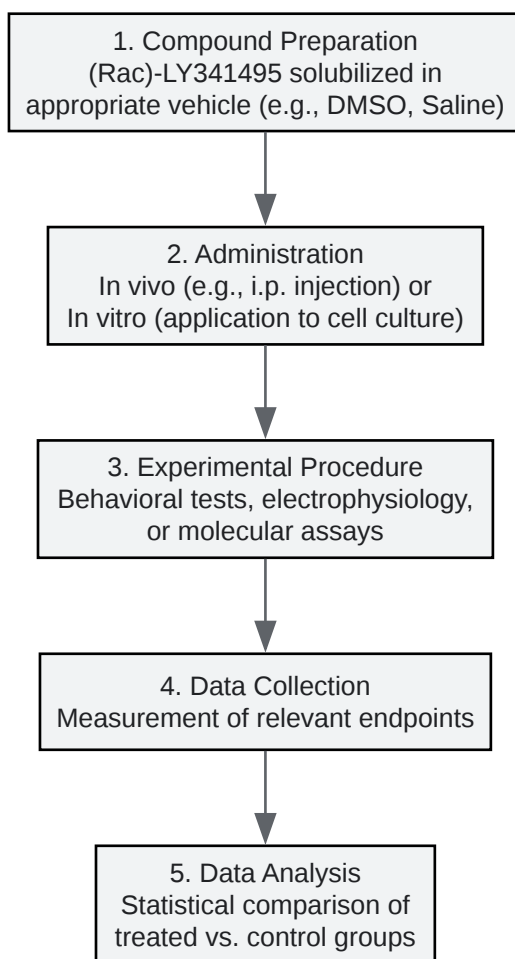 1. Compound Preparation
(Rac)-LY341495 solubilized in
appropriate vehicle (e.g., DMSO, Saline)
2. Administration
In vivo (e.g., i.p. injection) or
In vitro (application to cell culture)
3. Experimental Procedure
Behavioral tests, electrophysiology,
or molecular assays
4. Data Collection
Measurement of relevant endpoints
5. Data Analysis
Statistical comparison of
treated vs. control groups